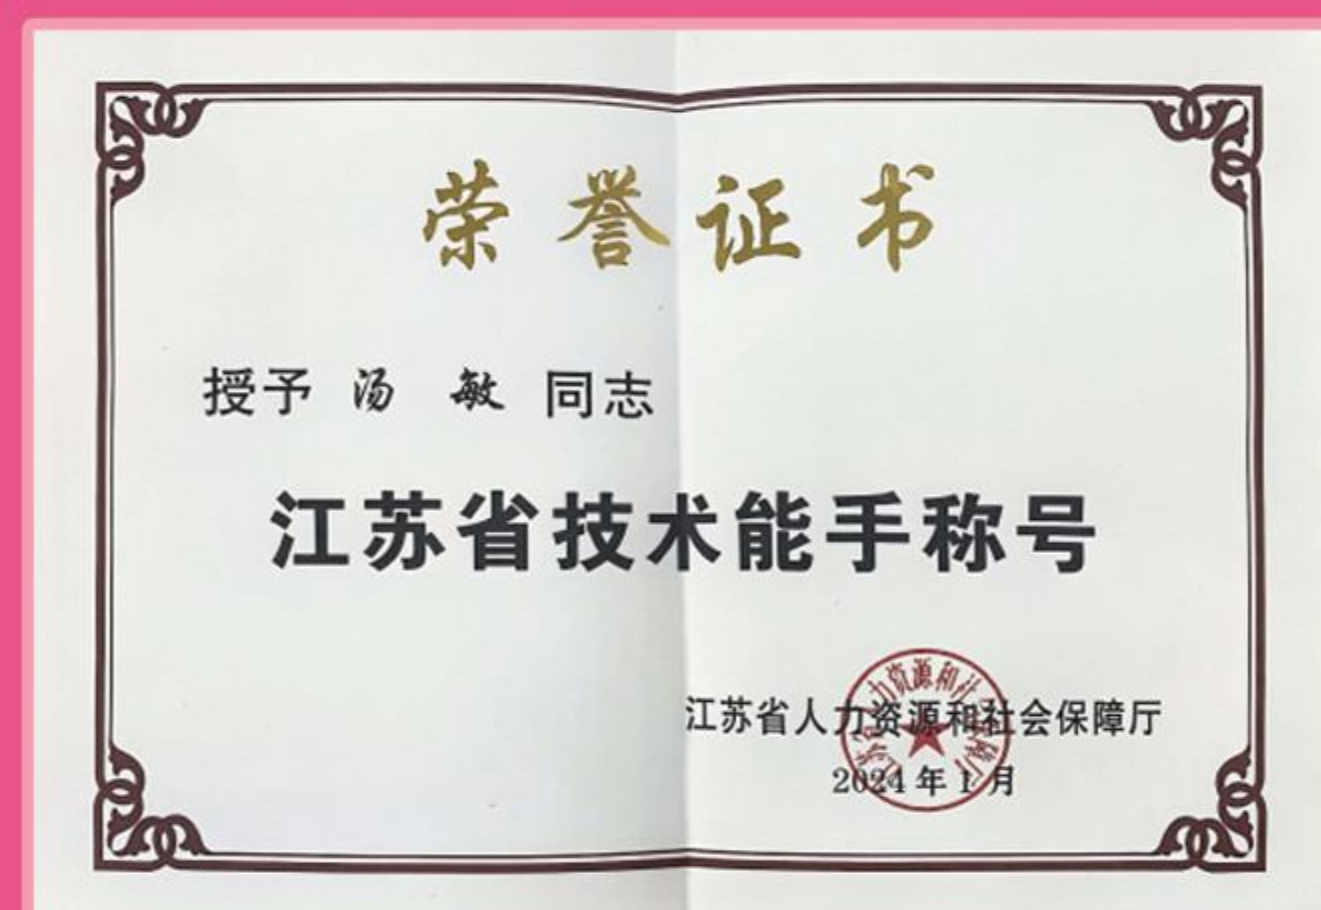 荣誉证书
授予 汤 敏 同志
江苏省技术能手称号
江苏省人力资源和社会保障厅
2024年1月